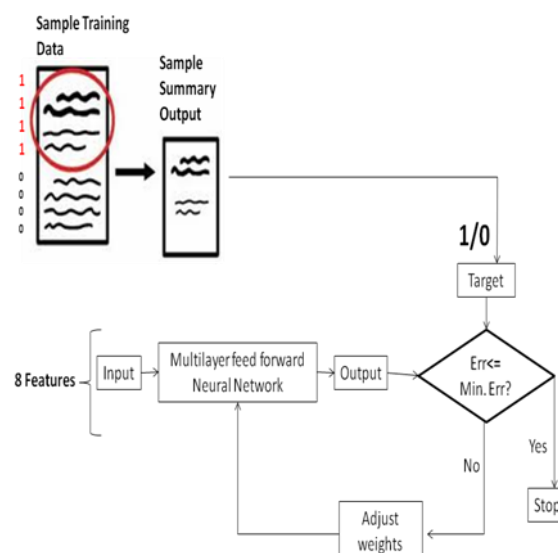 Sample Training
Data
Sample
Summary
Output
1
1
1
1
0
0
0
0
1/0
Target
8 Features
Input
Multilayer feed forward
Neural Network
Output
Err<=
Min. Err?
No
Yes
Stop
Adjust
weights